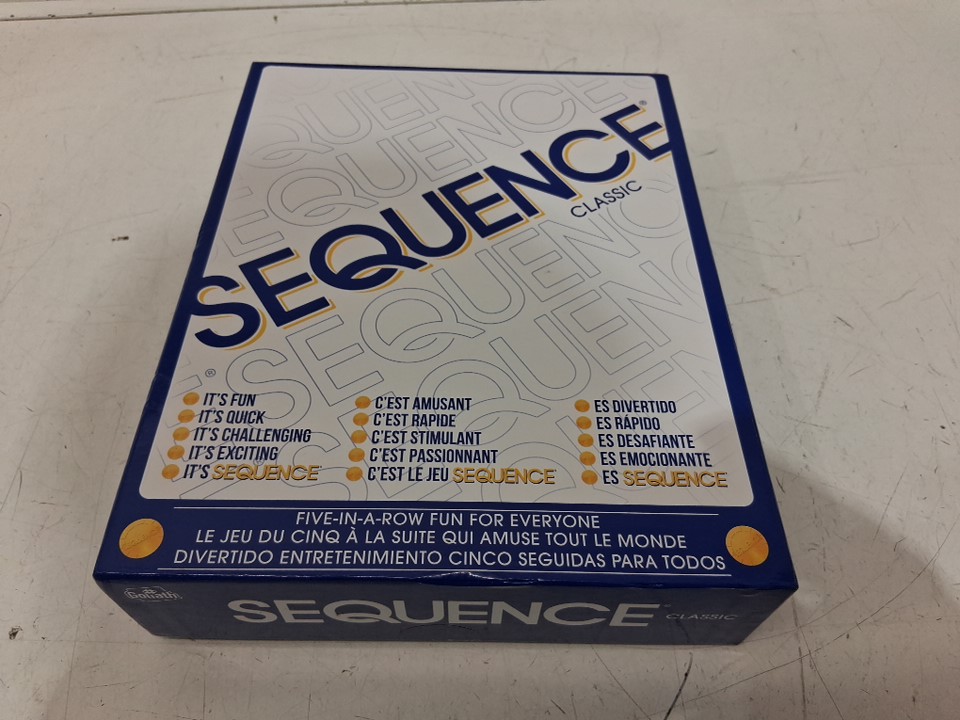 SEQUENCE®
CLASSIC
IT'S FUN
IT'S QUICK
IT'S CHALLENGING
IT'S EXCITING
IT'S SEQUENCE
C'EST AMUSANT
C'EST RAPIDE
C'EST STIMULANT
C'EST PASSIONNANT
C'EST LE JEU SEQUENCE
ES DIVERTIDO
ES RÁPIDO
ES DESAFIANTE
ES EMOCIONANTE
ES SEQUENCE
FIVE-IN-A-ROW FUN FOR EVERYONE
LE JEU DU CINQ À LA SUITE QUI AMUSE TOUT LE MONDE
DIVERTIDO ENTRETENIMIENTO CINCO SEGUIDAS PARA TODOS
Goliath
SEQUENCE CLASSIC